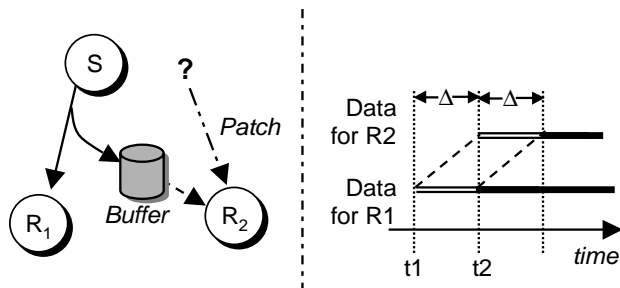 S
?
Patch
Buffer
R1
R2
Δ
Δ
Data
for R2
Data
for R1
time
t1
t2